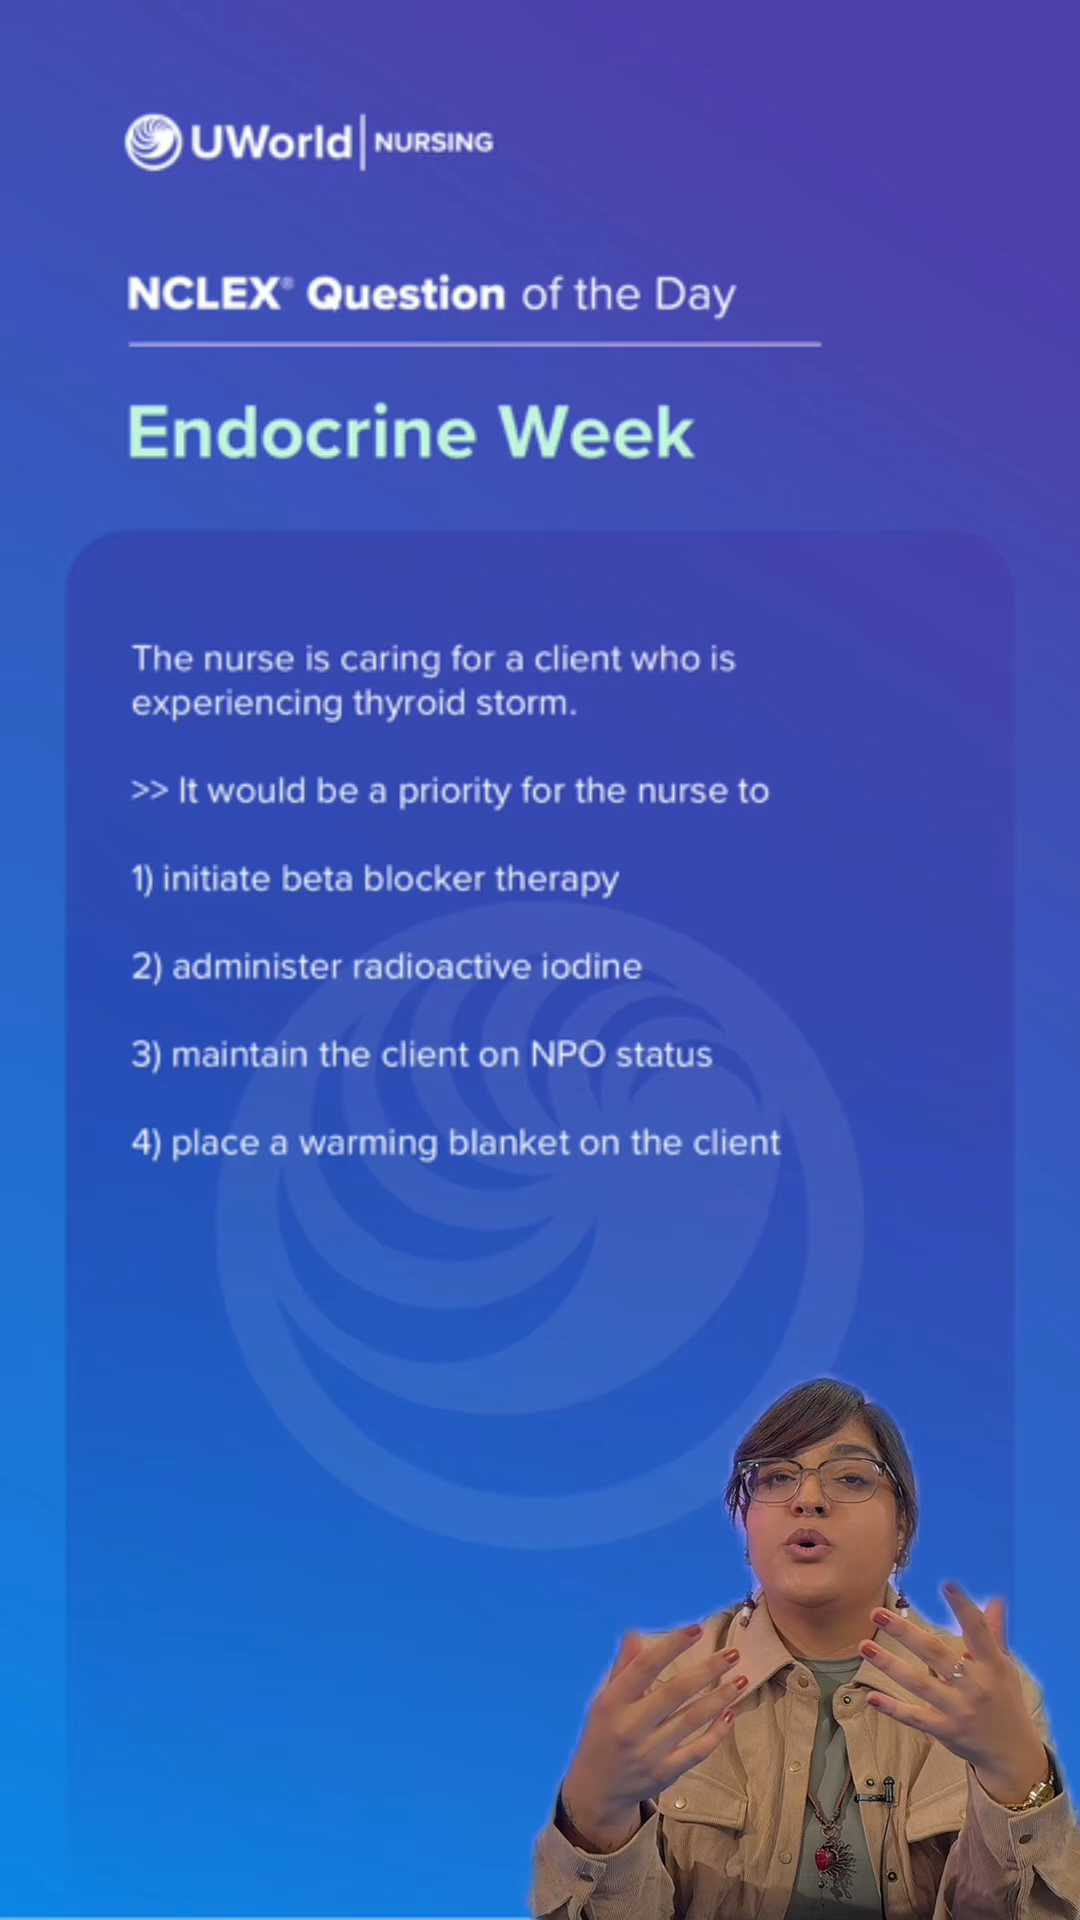 UWorld | NURSING
NCLEX® Question of the Day
Endocrine Week
The nurse is caring for a client who is
experiencing thyroid storm.
>> It would be a priority for the nurse to
1) initiate beta blocker therapy
2) administer radioactive iodine
3) maintain the client on NPO status
4) place a warming blanket on the client